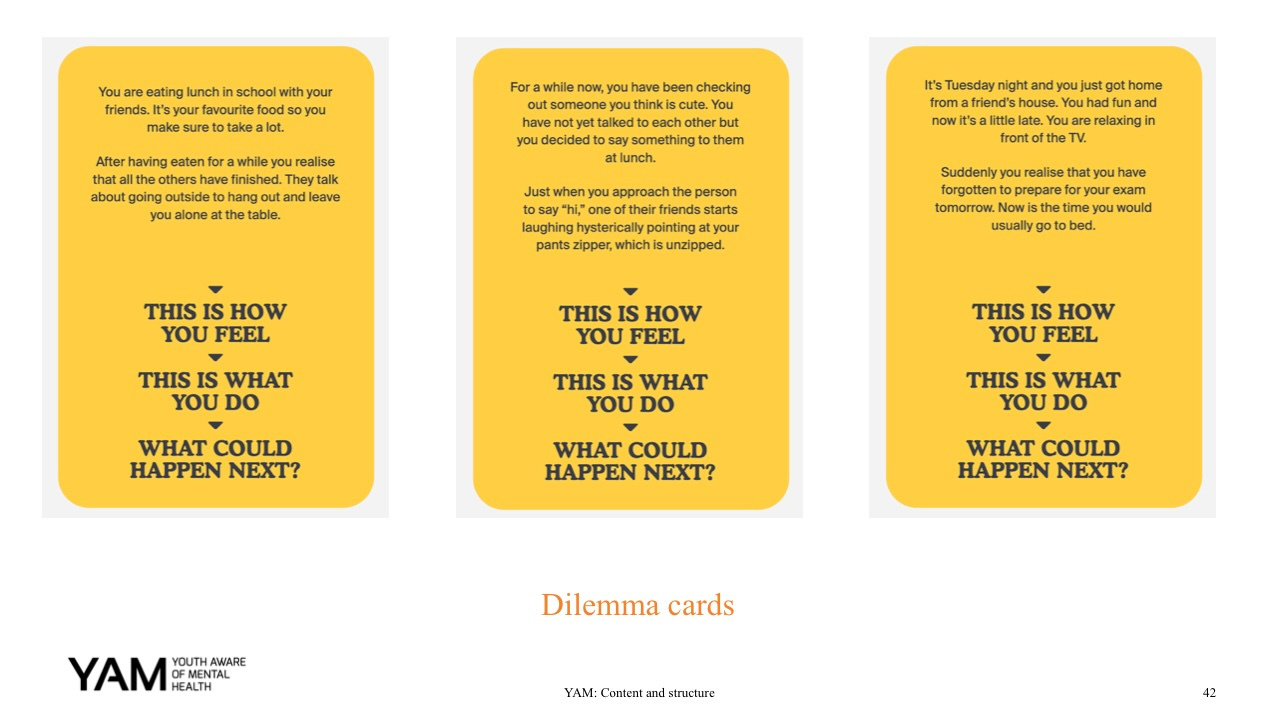 You are eating lunch in school with your
friends. It's your favourite food so you
make sure to take a lot.
After having eaten for a while you realise
that all the others have finished. They talk
about going outside to hang out and leave
you alone at the table.
THIS IS HOW
YOU FEEL
THIS IS WHAT
YOU DO
WHAT COULD
HAPPEN NEXT?
For a while now, you have been checking
out someone you think is cute. You
have not yet talked to each other but
you decided to say something to them
at lunch.
Just when you approach the person
to say “hi,” one of their friends starts
laughing hysterically pointing at your
pants zipper, which is unzipped.
THIS IS HOW
YOU FEEL
THIS IS WHAT
YOU DO
WHAT COULD
HAPPEN NEXT?
It's Tuesday night and you just got home
from a friend's house. You had fun and
now it's a little late. You are relaxing in
front of the TV.
Suddenly you realise that you have
forgotten to prepare for your exam
tomorrow. Now is the time you would
usually go to bed.
THIS IS HOW
YOU FEEL
THIS IS WHAT
YOU DO
WHAT COULD
HAPPEN NEXT?
Dilemma cards
YAM
YOUTH AWARE
OF MENTAL
HEALTH
YAM: Content and structure
42